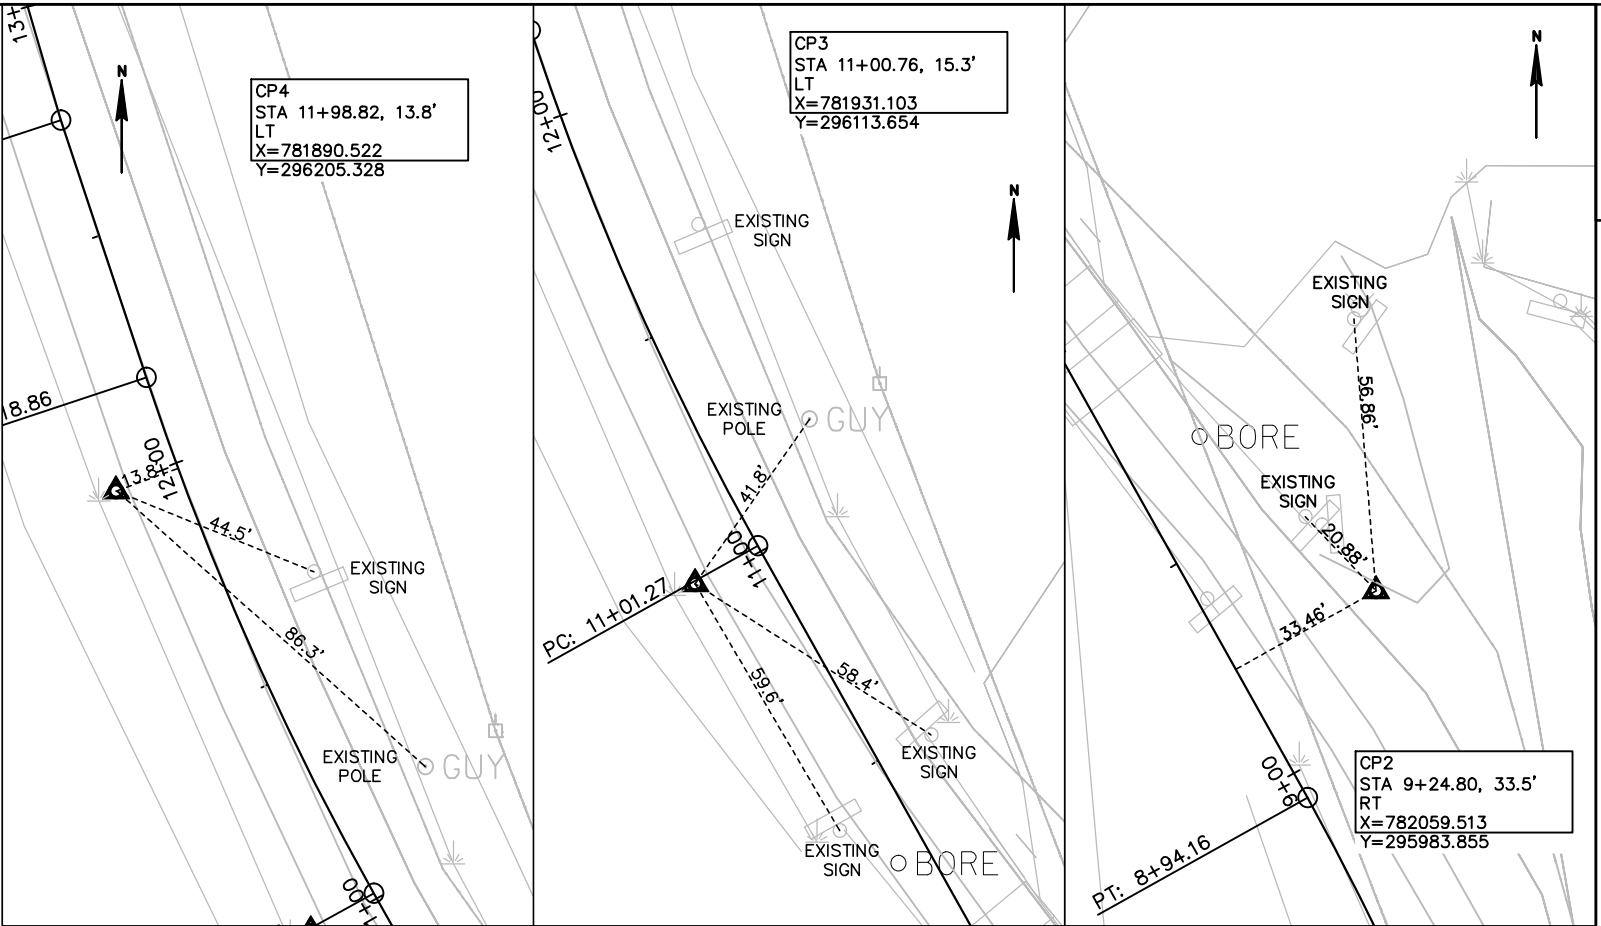 13+
N
CP4
STA 11+98.82, 13.8'
LT
X=781890.522
Y=296205.328
18.86
12+00
13.8'
44.5'
EXISTING
SIGN
86.3'
EXISTING
POLE
GUY
1+00
12+00
CP3
STA 11+00.76, 15.3'
LT
X=781931.103
Y=296113.654
N
EXISTING
SIGN
EXISTING
POLE
GUY
41.8'
11+00
PC: 11+01.27
58.4'
59.6'
EXISTING
SIGN
EXISTING
SIGN
BORE
N
EXISTING
SIGN
56.86'
BORE
EXISTING
SIGN
20.88'
33.46'
9+00
PT: 8+94.16
CP2
STA 9+24.80, 33.5'
RT
X=782059.513
Y=295983.855